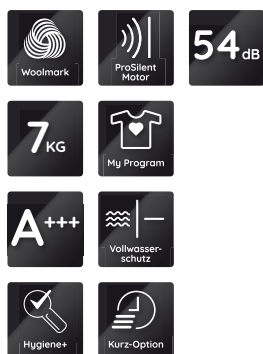 Woolmark
ProSilent
Motor
54dB
7KG
My Program
A+++
Vollwasser-
schutz
Hygiene+
Kurz-Option